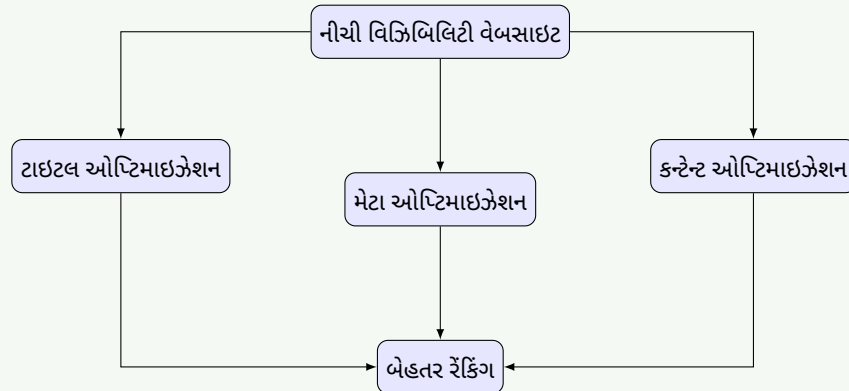 નીચી વિઝિબિલિટી વેબસાઇટ
ટાઇટલ ઓપ્ટિમાઇઝેશન
મેટા ઓપ્ટિમાઇઝેશન
કન્ટેન્ટ ઓપ્ટિમાઇઝેશન
બેહતર રેંકિંગ